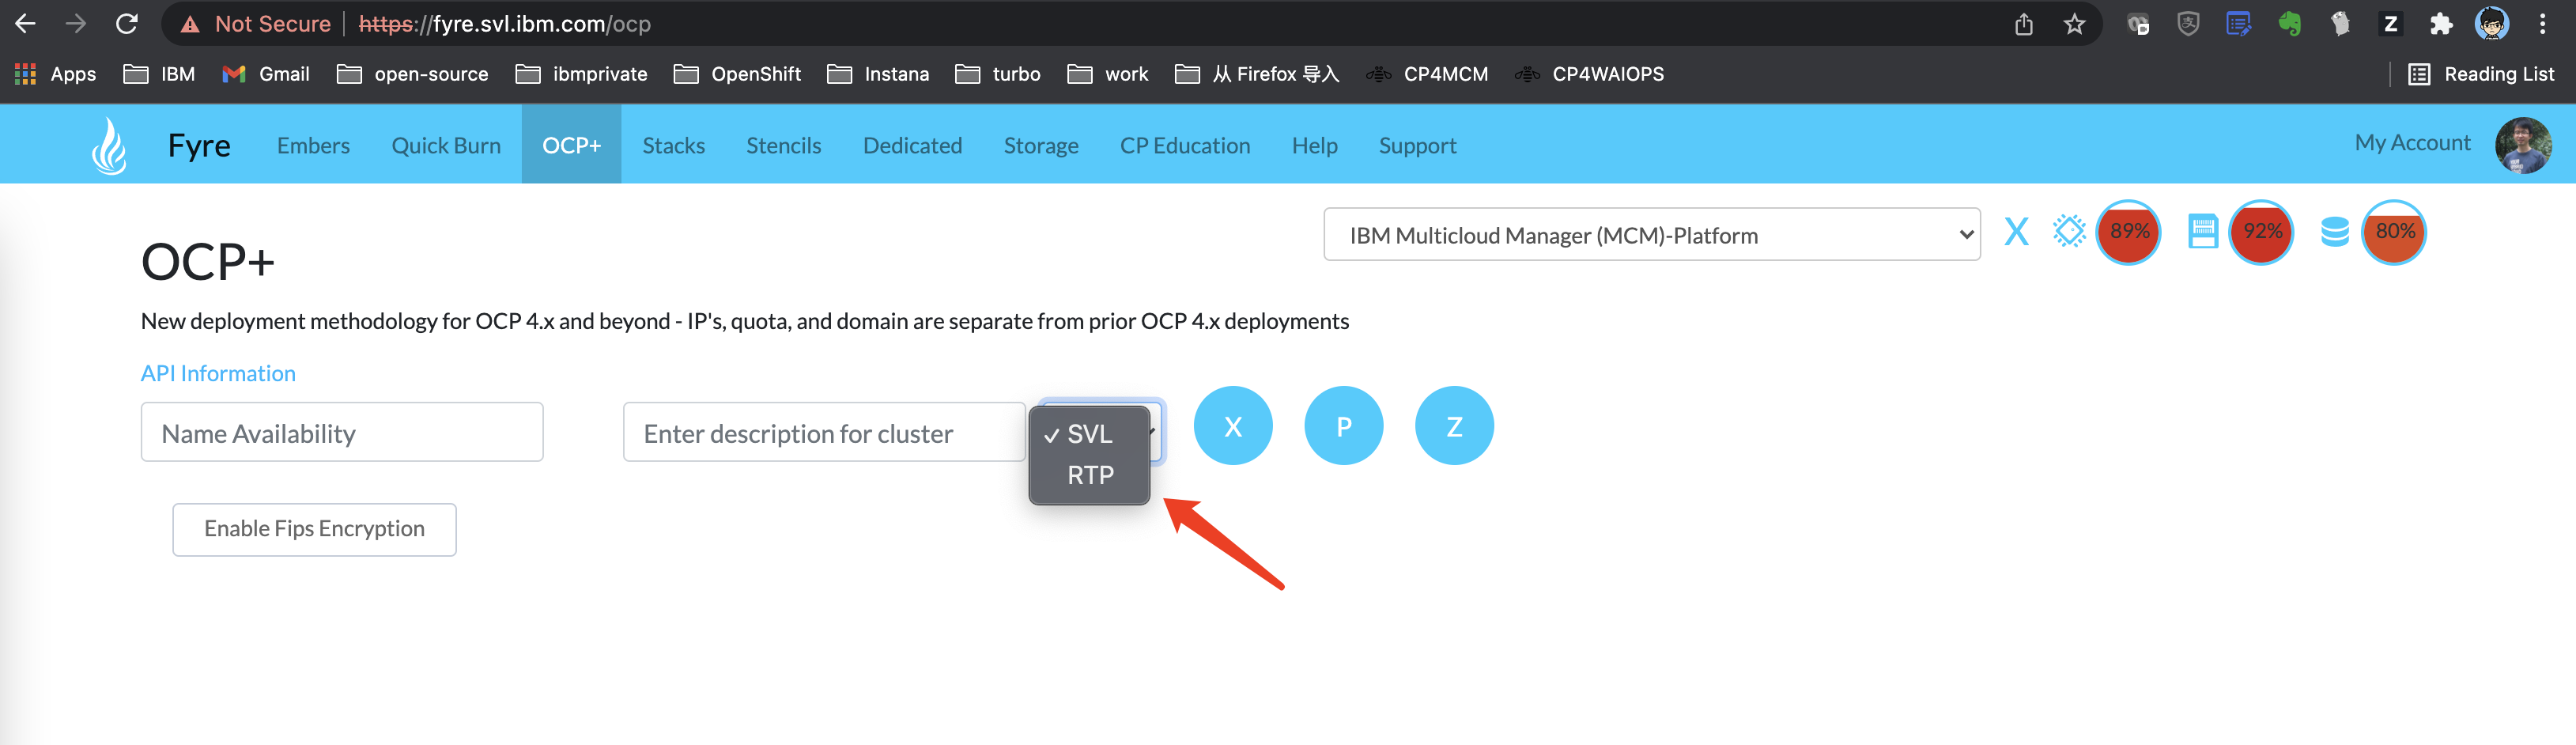 Not Secure https://fyre.svl.ibm.com/ocp
Apps IBM Gmail open-source ibmprivate OpenShift Instana turbo work 从 Firefox 导入 CP4MCM CP4WAIOPS Reading List
Fyre Embers Quick Burn OCP+ Stacks Stencils Dedicated Storage CP Education Help Support My Account
IBM Multicloud Manager (MCM)-Platform X 89% 92% 80%
OCP+
New deployment methodology for OCP 4.x and beyond - IP's, quota, and domain are separate from prior OCP 4.x deployments
API Information
Name Availability Enter description for cluster ✓ SVL X P Z
RTP
Enable Fips Encryption